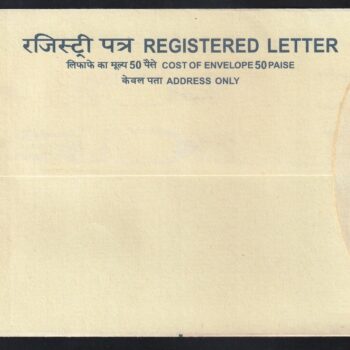 रजिस्ट्री पत्र REGISTERED LETTER
लिफाफे का मूल्य 50 पैसे COST OF ENVELOPE 50 PAISE
केवल पता ADDRESS ONLY